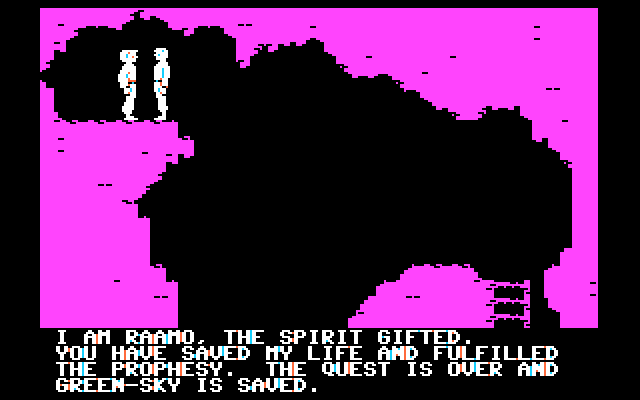 I AM RAAMO, THE SPIRIT GIFTED.
YOU HAVE SAVED MY LIFE AND FULFILLED
THE PROPHESY.  THE QUEST IS OVER AND
GREEN-SKY IS SAVED.